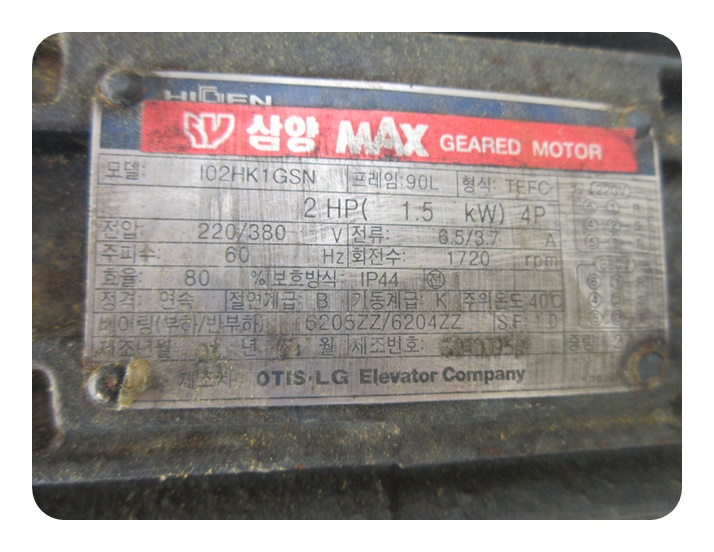 HIGEN
삼양 MAX GEARED MOTOR
모델: I02HK1GSN 프레임: 90L 형식: TEFC
2 HP( 1.5 kW) 4P
전압: 220/380 V 전류: 6.5/3.7 A
주파수: 60 Hz 회전수: 1720 rpm
효율: 80 % 보호방식: IP44 전
정격: 연속 절연계급: B 기동계급: K 주위온도: 40℃
베어링(부하/반부하) 6205ZZ/6204ZZ S.F. 1.0
제조년월 년 월 제조번호: 중량:
제조자: OTIS·LG Elevator Company